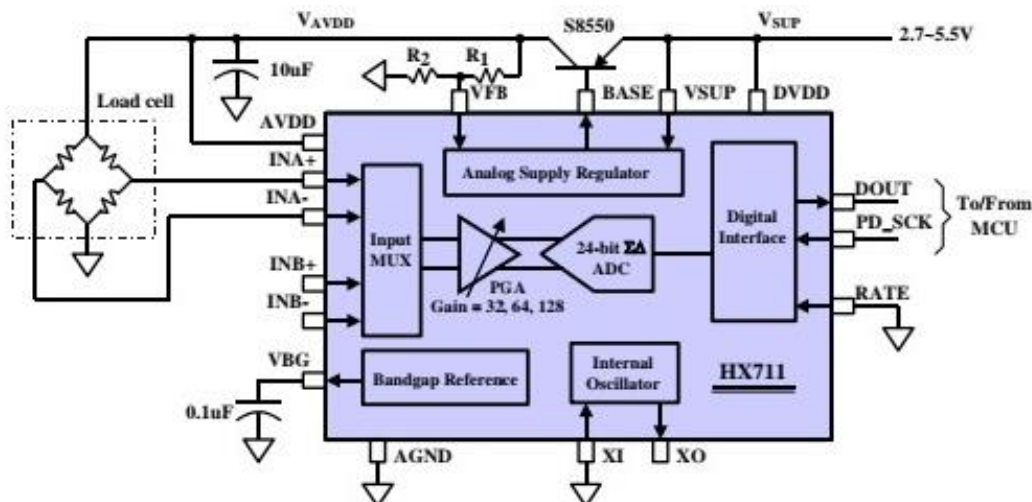 V_AVDD
S8550
V_SUP
2.7~5.5V
R2
R1
10uF
VFB
BASE
VSUP
DVDD
Load cell
AVDD
INA+
INA-
INB+
INB-
VBG
0.1uF
Analog Supply Regulator
Input
MUX
PGA
Gain = 32, 64, 128
24-bit ΣΔ
ADC
Digital
Interface
DOUT
PD_SCK
To/From
MCU
RATE
Bandgap Reference
Internal
Oscillator
HX711
AGND
XI
XO